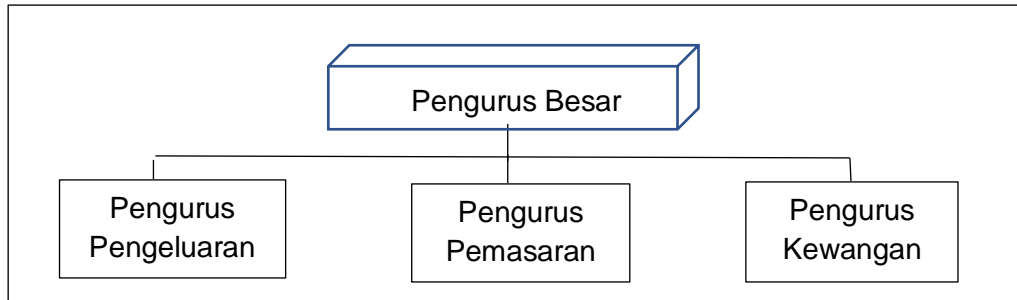 Pengurus Besar
Pengurus
Pengeluaran
Pengurus
Pemasaran
Pengurus
Kewangan